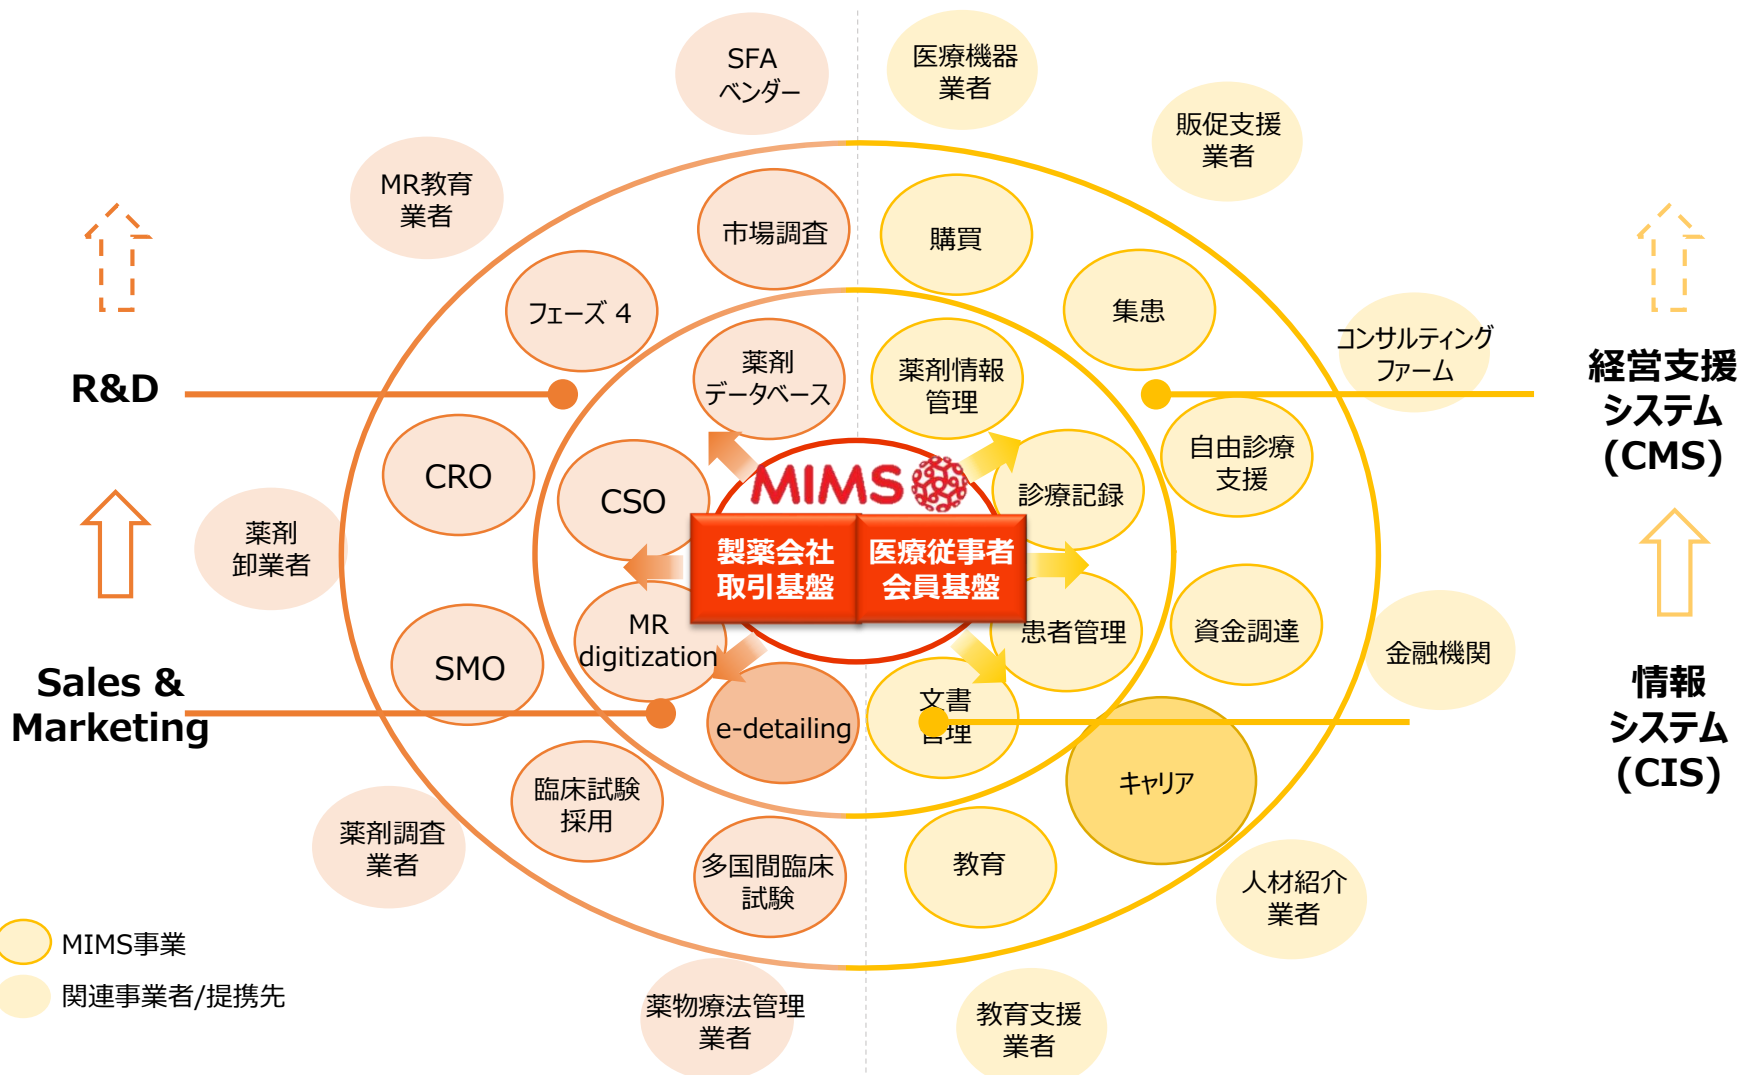 SFA
ベンダー
医療機器
業者
販促支援
業者
MR教育
業者
市場調査
購買
フェーズ 4
集患
コンサルティング
ファーム
R&D
薬剤
データベース
薬剤情報
管理
経営支援
システム
(CMS)
CRO
CSO
MIMS
診療記録
自由診療
支援
薬剤
卸業者
製薬会社
取引基盤
医療従事者
会員基盤
SMO
MR
digitization
患者管理
資金調達
金融機関
Sales &
Marketing
e-detailing
文書
管理
情報
システム
(CIS)
キャリア
臨床試験
採用
薬剤調査
業者
多国間臨床
試験
教育
人材紹介
業者
MIMS事業
関連事業者/提携先
薬物療法管理
業者
教育支援
業者